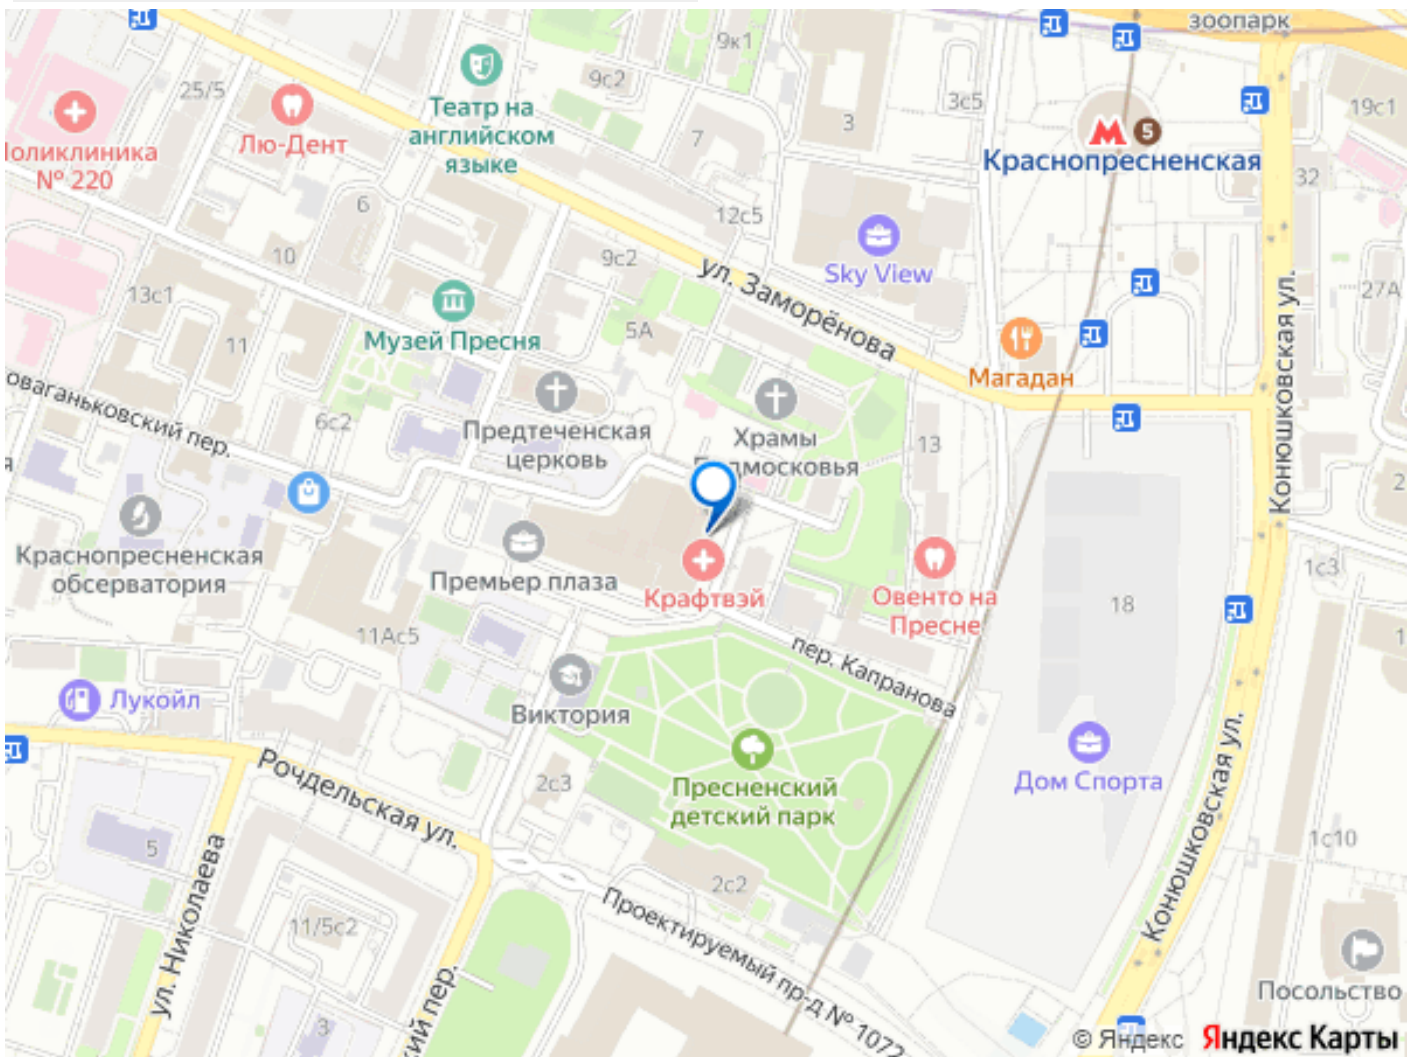 зоопарк
9к1
9с2
25/5
Театр на
английском
языке
Лю-Дент
3с5
19с1
3
7
5
Краснопресненская
Поликлиника
№ 220
32
6
12с5
10
9с2
Sky View
ул. Заморёнова
13с1
27А
Музей Пресня
5А
11
Магадан
Конюшковская ул.
6с2
Предтеченская
церковь
Храмы
13
Краснопресненская
обсерватория
Премьер плаза
Крафтвэй
Овенто на
Пресне
1с3
18
11Ас5
пер. Капранова
Лукойл
Виктория
Рочдельская ул.
2с3
Пресненский
детский парк
Дом Спорта
Конюшковская ул.
1с10
5
ул. Николаева
2с2
11/5с2
Проектируемый пр-д № 1072
Посольство
3
© Яндекс Яндекс Карты